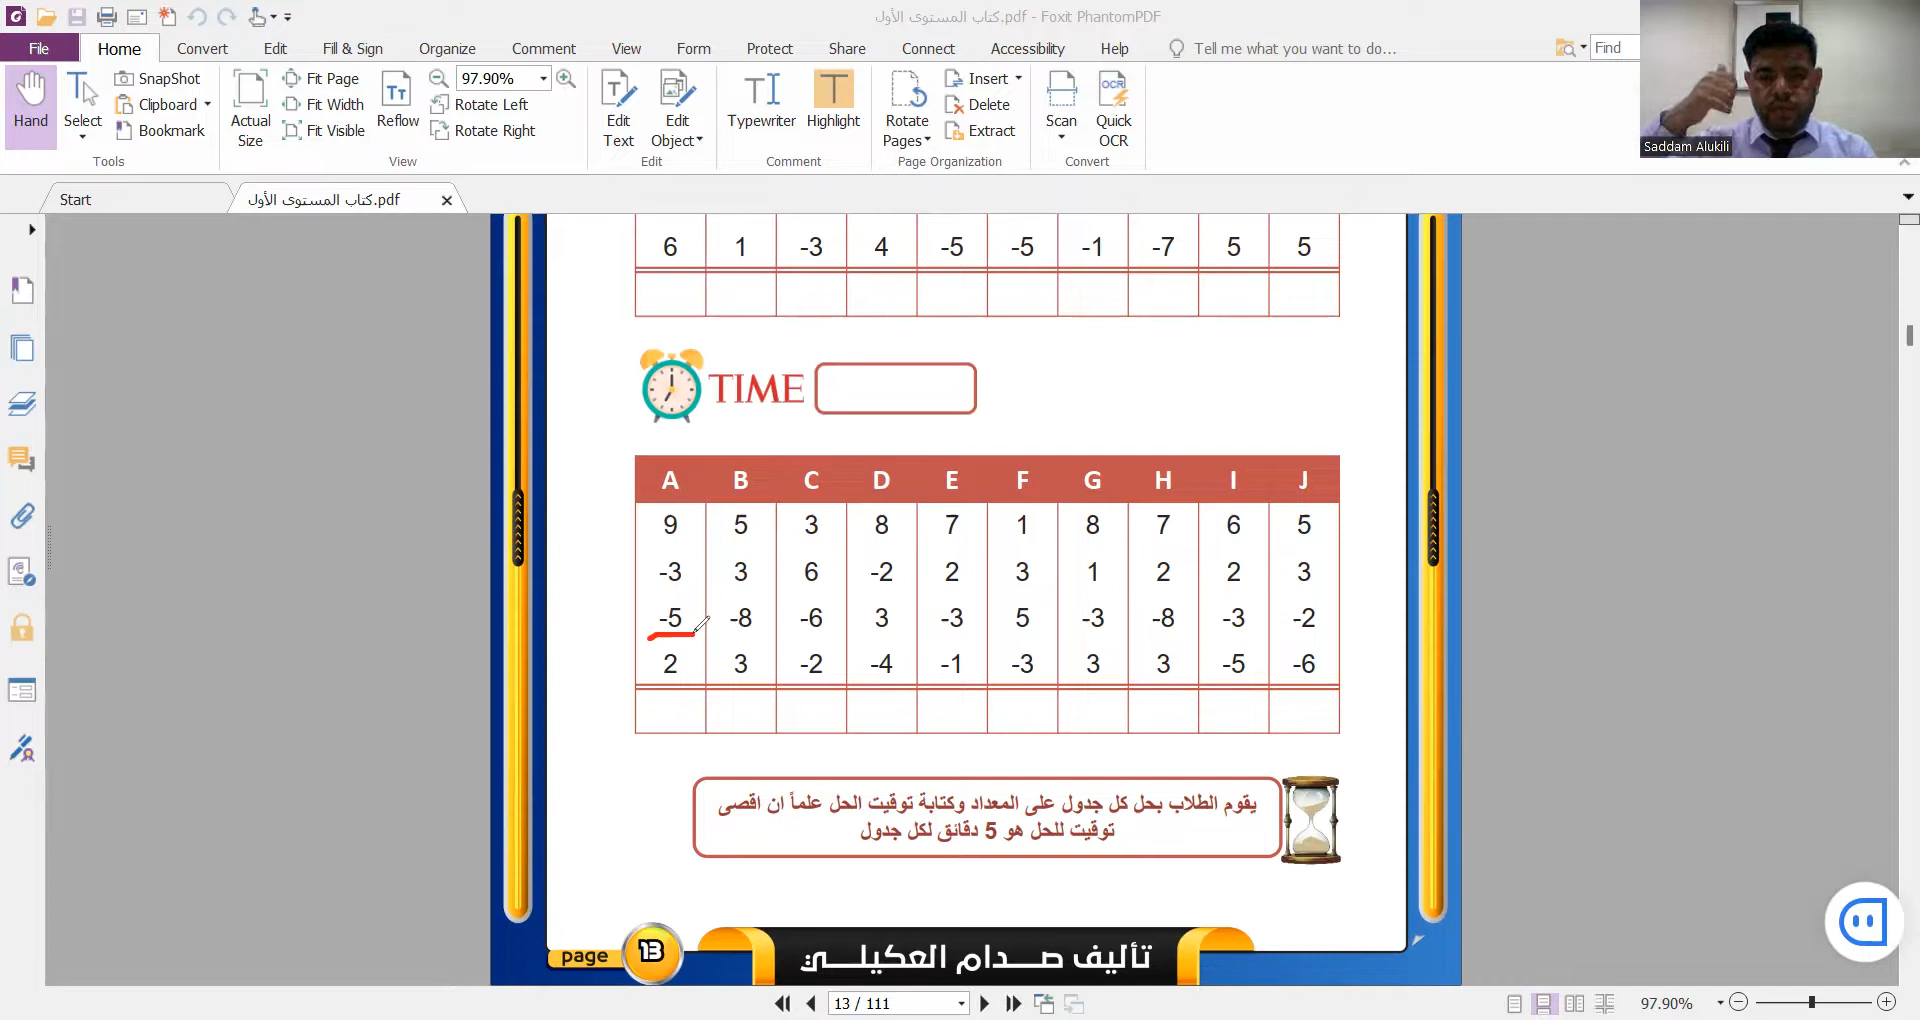 كتاب المستوى الأول.pdf - Foxit PhantomPDF
File Home Convert Edit Fill & Sign Organize Comment View Form Protect Share Connect Accessibility Help Tell me what you want to do... Find
Hand
Select
SnapShot
Clipboard
Bookmark
Tools
Actual Size
Fit Page
Fit Width
Fit Visible
Reflow
97.90%
Rotate Left
Rotate Right
View
Edit Text
Edit Object
Edit
Typewriter
Highlight
Comment
Rotate Pages
Insert
Delete
Extract
Page Organization
Scan
Quick OCR
Convert
Saddam Alukili
Start كتاب المستوى الأول.pdf
6 1 -3 4 -5 -5 -1 -7 5 5
TIME
A B C D E F G H I J
9 5 3 8 7 1 8 7 6 5
-3 3 6 -2 2 3 1 2 2 3
-5 -8 -6 3 -3 5 -3 -8 -3 -2
2 3 -2 -4 -1 -3 3 3 -5 -6
يقوم الطلاب بحل كل جدول على المعداد وكتابة توقيت الحل علماً ان اقصى
توقيت للحل هو 5 دقائق لكل جدول
page 13
تأليف صـدام العكيلـي
13 / 111
97.90%